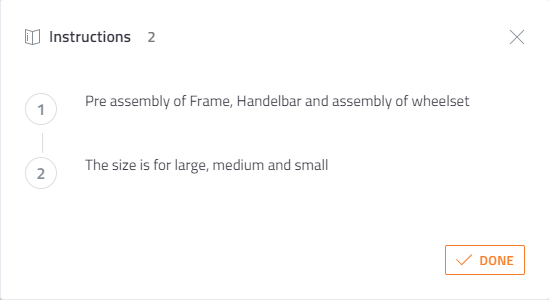 Instructions 2
1 Pre assembly of Frame, Handelbar and assembly of wheelset
2 The size is for large, medium and small
DONE